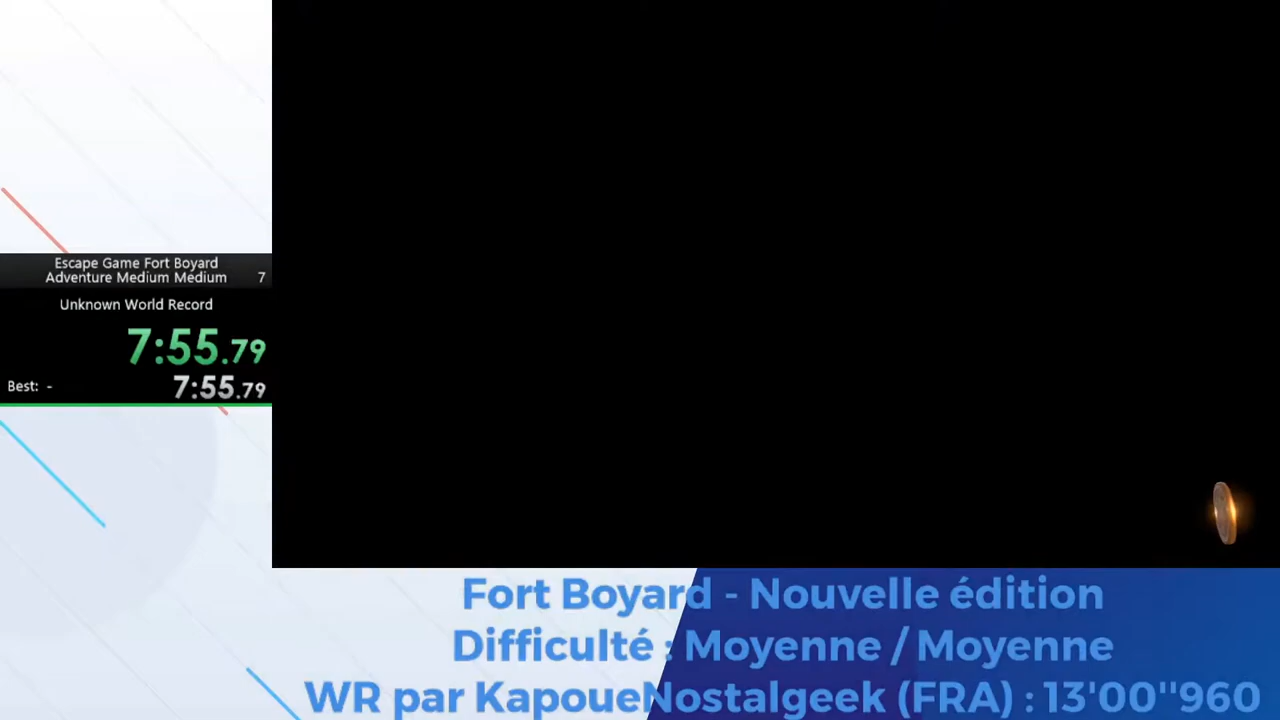 Escape Game Fort Boyard
Adventure Medium Medium 7
Unknown World Record
7:55.79
Best: - 7:55.79
Fort Boyard - Nouvelle édition
Difficulté : Moyenne / Moyenne
WR par KapoueNostalgeek (FRA) : 13'00''960